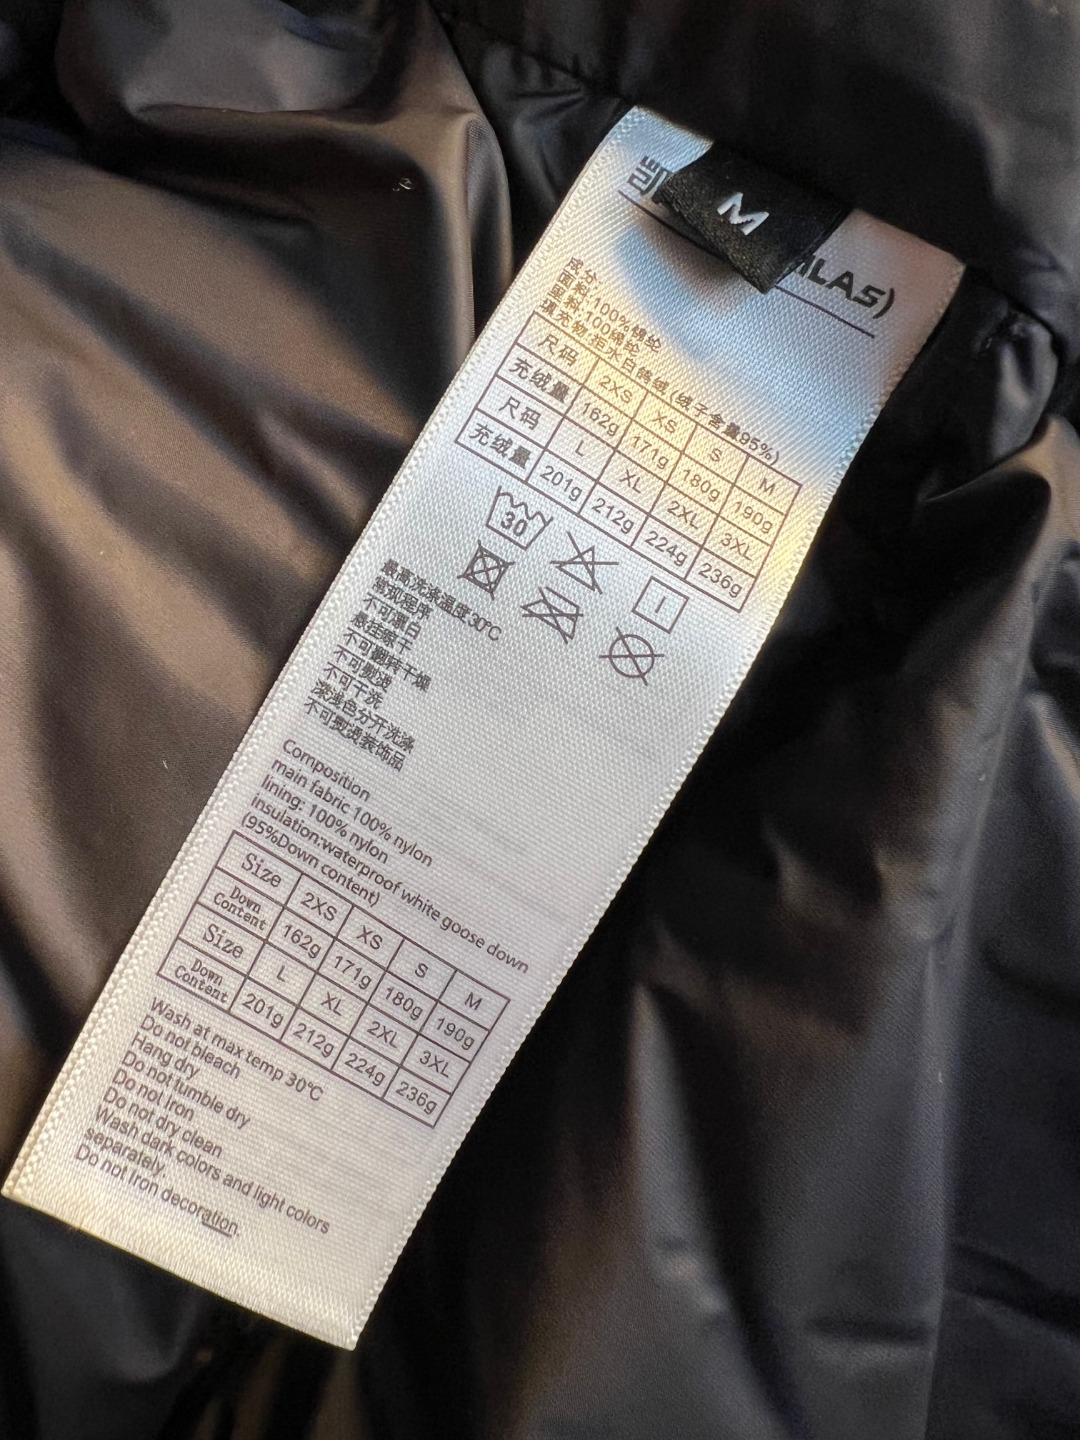 M
凯
ILAS)
成分:
面料:100%锦纶
里料:100%锦纶
填充物:拒水白鹅绒(绒子含量95%)
尺码 2XS XS S M
充绒量 162g 171g 180g 190g
尺码 L XL 2XL 3XL
充绒量 201g 212g 224g 236g
30
最高洗涤温度30℃
常规程序
不可漂白
悬挂晾干
不可翻转干燥
不可熨烫
不可干洗
深浅色分开洗涤
不可熨烫装饰品
Composition
main fabric 100% nylon
lining: 100% nylon
insulation:waterproof white goose down
(95%Down content)
Size 2XS XS S M
Down Content 162g 171g 180g 190g
Size L XL 2XL 3XL
Down Content 201g 212g 224g 236g
Wash at max temp 30℃
Do not bleach
Hang dry
Do not tumble dry
Do not Iron
Do not dry clean
Wash dark colors and light colors
separately.
Do not Iron decoration.